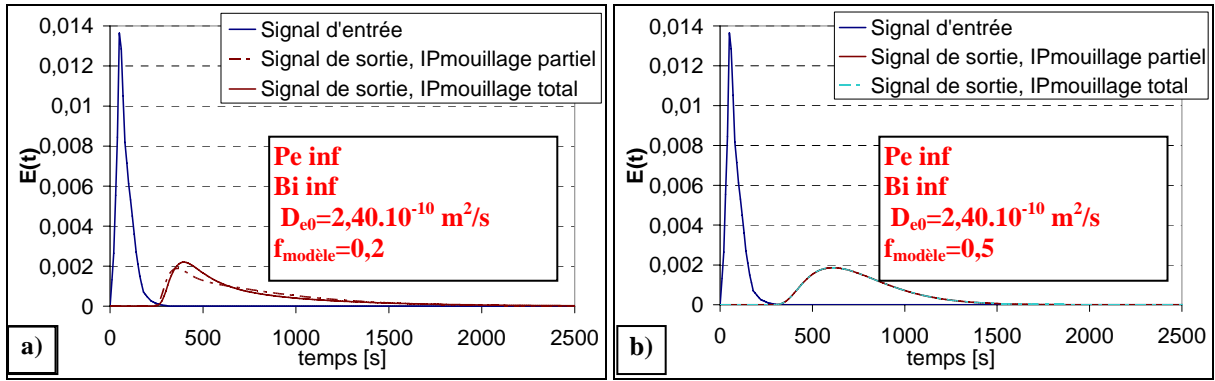 0,014
0,012
0,01
0,008
0,006
0,004
0,002
0
E(t)
Signal d'entrée
Signal de sortie, IPmouillage partiel
Signal de sortie, IPmouillage total
Pe inf
Bi inf
Dₑ₀=2,40.10⁻¹⁰ m²/s
f_modèle=0,2
0 500 1000 1500 2000 2500
temps [s]
a)
0,014
0,012
0,01
0,008
0,006
0,004
0,002
0
E(t)
Signal d'entrée
Signal de sortie, IPmouillage partiel
Signal de sortie, IPmouillage total
Pe inf
Bi inf
Dₑ₀=2,40.10⁻¹⁰ m²/s
f_modèle=0,5
0 500 1000 1500 2000 2500
temps [s]
b)